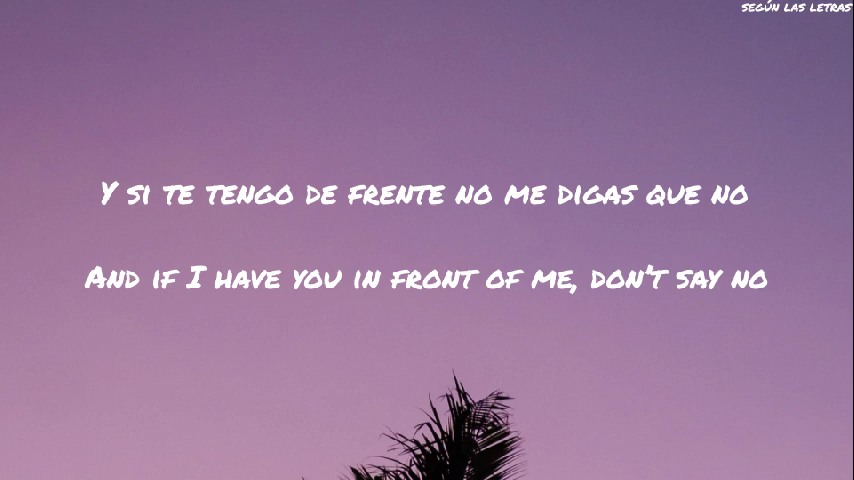 SEGÚN LAS LETRAS
Y SI TE TENGO DE FRENTE NO ME DIGAS QUE NO
AND IF I HAVE YOU IN FRONT OF ME, DON'T SAY NO